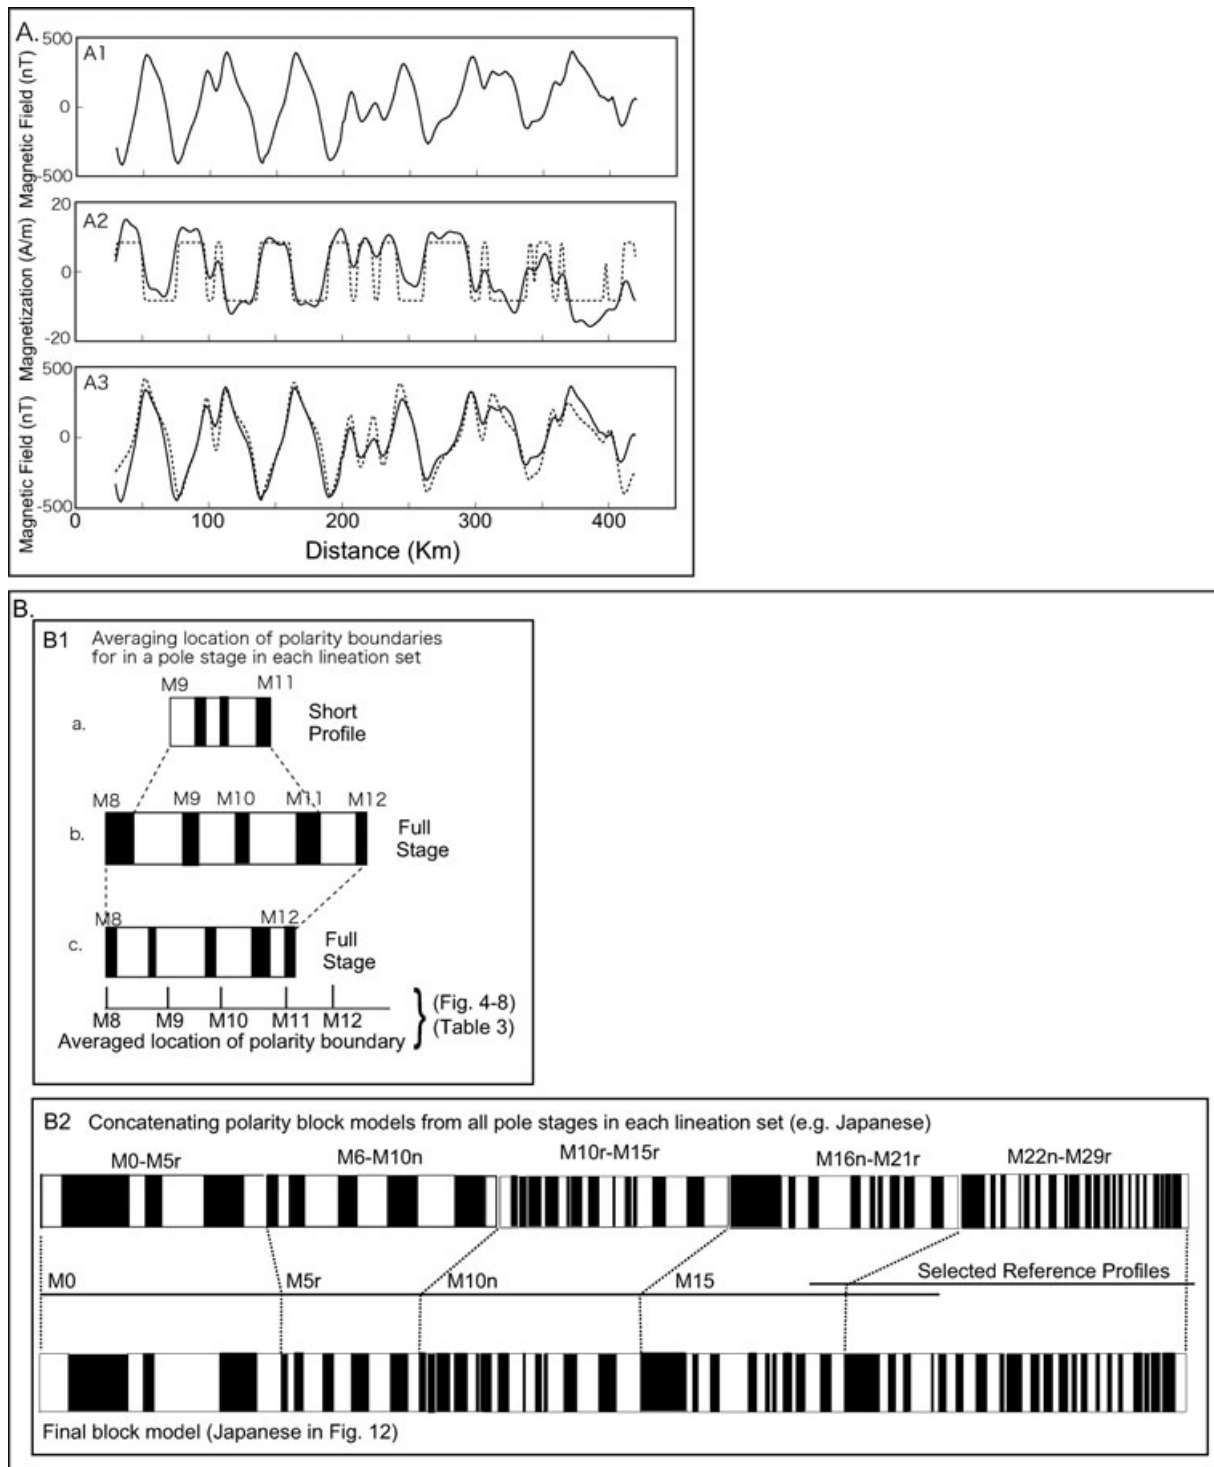 A.
A1
Magnetic Field (nT)
500
0
-500
A2
Magnetization (A/m)
20
0
-20
A3
Magnetic Field (nT)
500
0
-500
0 100 200 300 400
Distance (Km)
B.
B1 Averaging location of polarity boundaries
for in a pole stage in each lineation set
M9 M11
a.
Short
Profile
M8 M9 M10 M11 M12
b.
Full
Stage
M8 M12
c.
Full
Stage
M8 M9 M10 M11 M12
Averaged location of polarity boundary
(Fig. 4-8)
(Table 3)
B2 Concatenating polarity block models from all pole stages in each lineation set (e.g. Japanese)
M0-M5r M6-M10n M10r-M15r M16n-M21r M22n-M29r
M0 M5r M10n M15 Selected Reference Profiles
Final block model (Japanese in Fig. 12)